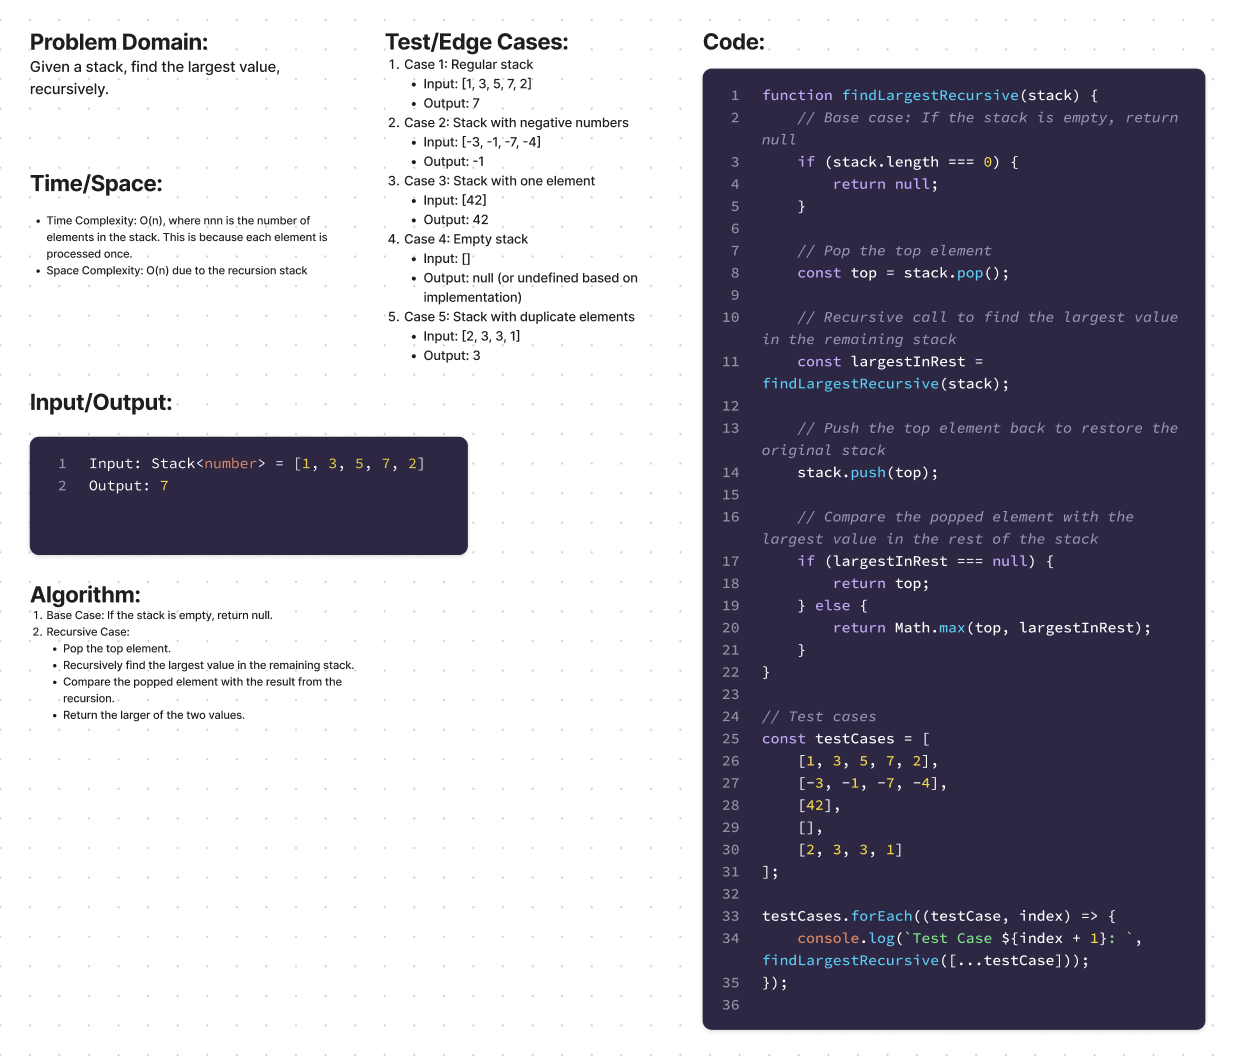 Problem Domain:
Given a stack, find the largest value,
recursively.
Time/Space:
• Time Complexity: O(n), where nnn is the number of
elements in the stack. This is because each element is
processed once.
• Space Complexity: O(n) due to the recursion stack
Test/Edge Cases:
1. Case 1: Regular stack
• Input: [1, 3, 5, 7, 2]
• Output: 7
2. Case 2: Stack with negative numbers
• Input: [-3, -1, -7, -4]
• Output: -1
3. Case 3: Stack with one element
• Input: [42]
• Output: 42
4. Case 4: Empty stack
• Input: []
• Output: null (or undefined based on
implementation)
5. Case 5: Stack with duplicate elements
• Input: [2, 3, 3, 1]
• Output: 3
Input/Output:
1 Input: Stack<number> = [1, 3, 5, 7, 2]
2 Output: 7
Algorithm:
1. Base Case: If the stack is empty, return null.
2. Recursive Case:
• Pop the top element.
• Recursively find the largest value in the remaining stack.
• Compare the popped element with the result from the
recursion.
• Return the larger of the two values.
Code:
1 function findLargestRecursive(stack) {
2     // Base case: If the stack is empty, return
null
3     if (stack.length === 0) {
4         return null;
5     }
6
7     // Pop the top element
8     const top = stack.pop();
9
10     // Recursive call to find the largest value
in the remaining stack
11     const largestInRest =
findLargestRecursive(stack);
12
13     // Push the top element back to restore the
original stack
14     stack.push(top);
15
16     // Compare the popped element with the
largest value in the rest of the stack
17     if (largestInRest === null) {
18         return top;
19     } else {
20         return Math.max(top, largestInRest);
21     }
22 }
23
24 // Test cases
25 const testCases = [
26     [1, 3, 5, 7, 2],
27     [-3, -1, -7, -4],
28     [42],
29     [],
30     [2, 3, 3, 1]
31 ];
32
33 testCases.forEach((testCase, index) => {
34     console.log(`Test Case ${index + 1}: `,
findLargestRecursive([...testCase]));
35 });
36